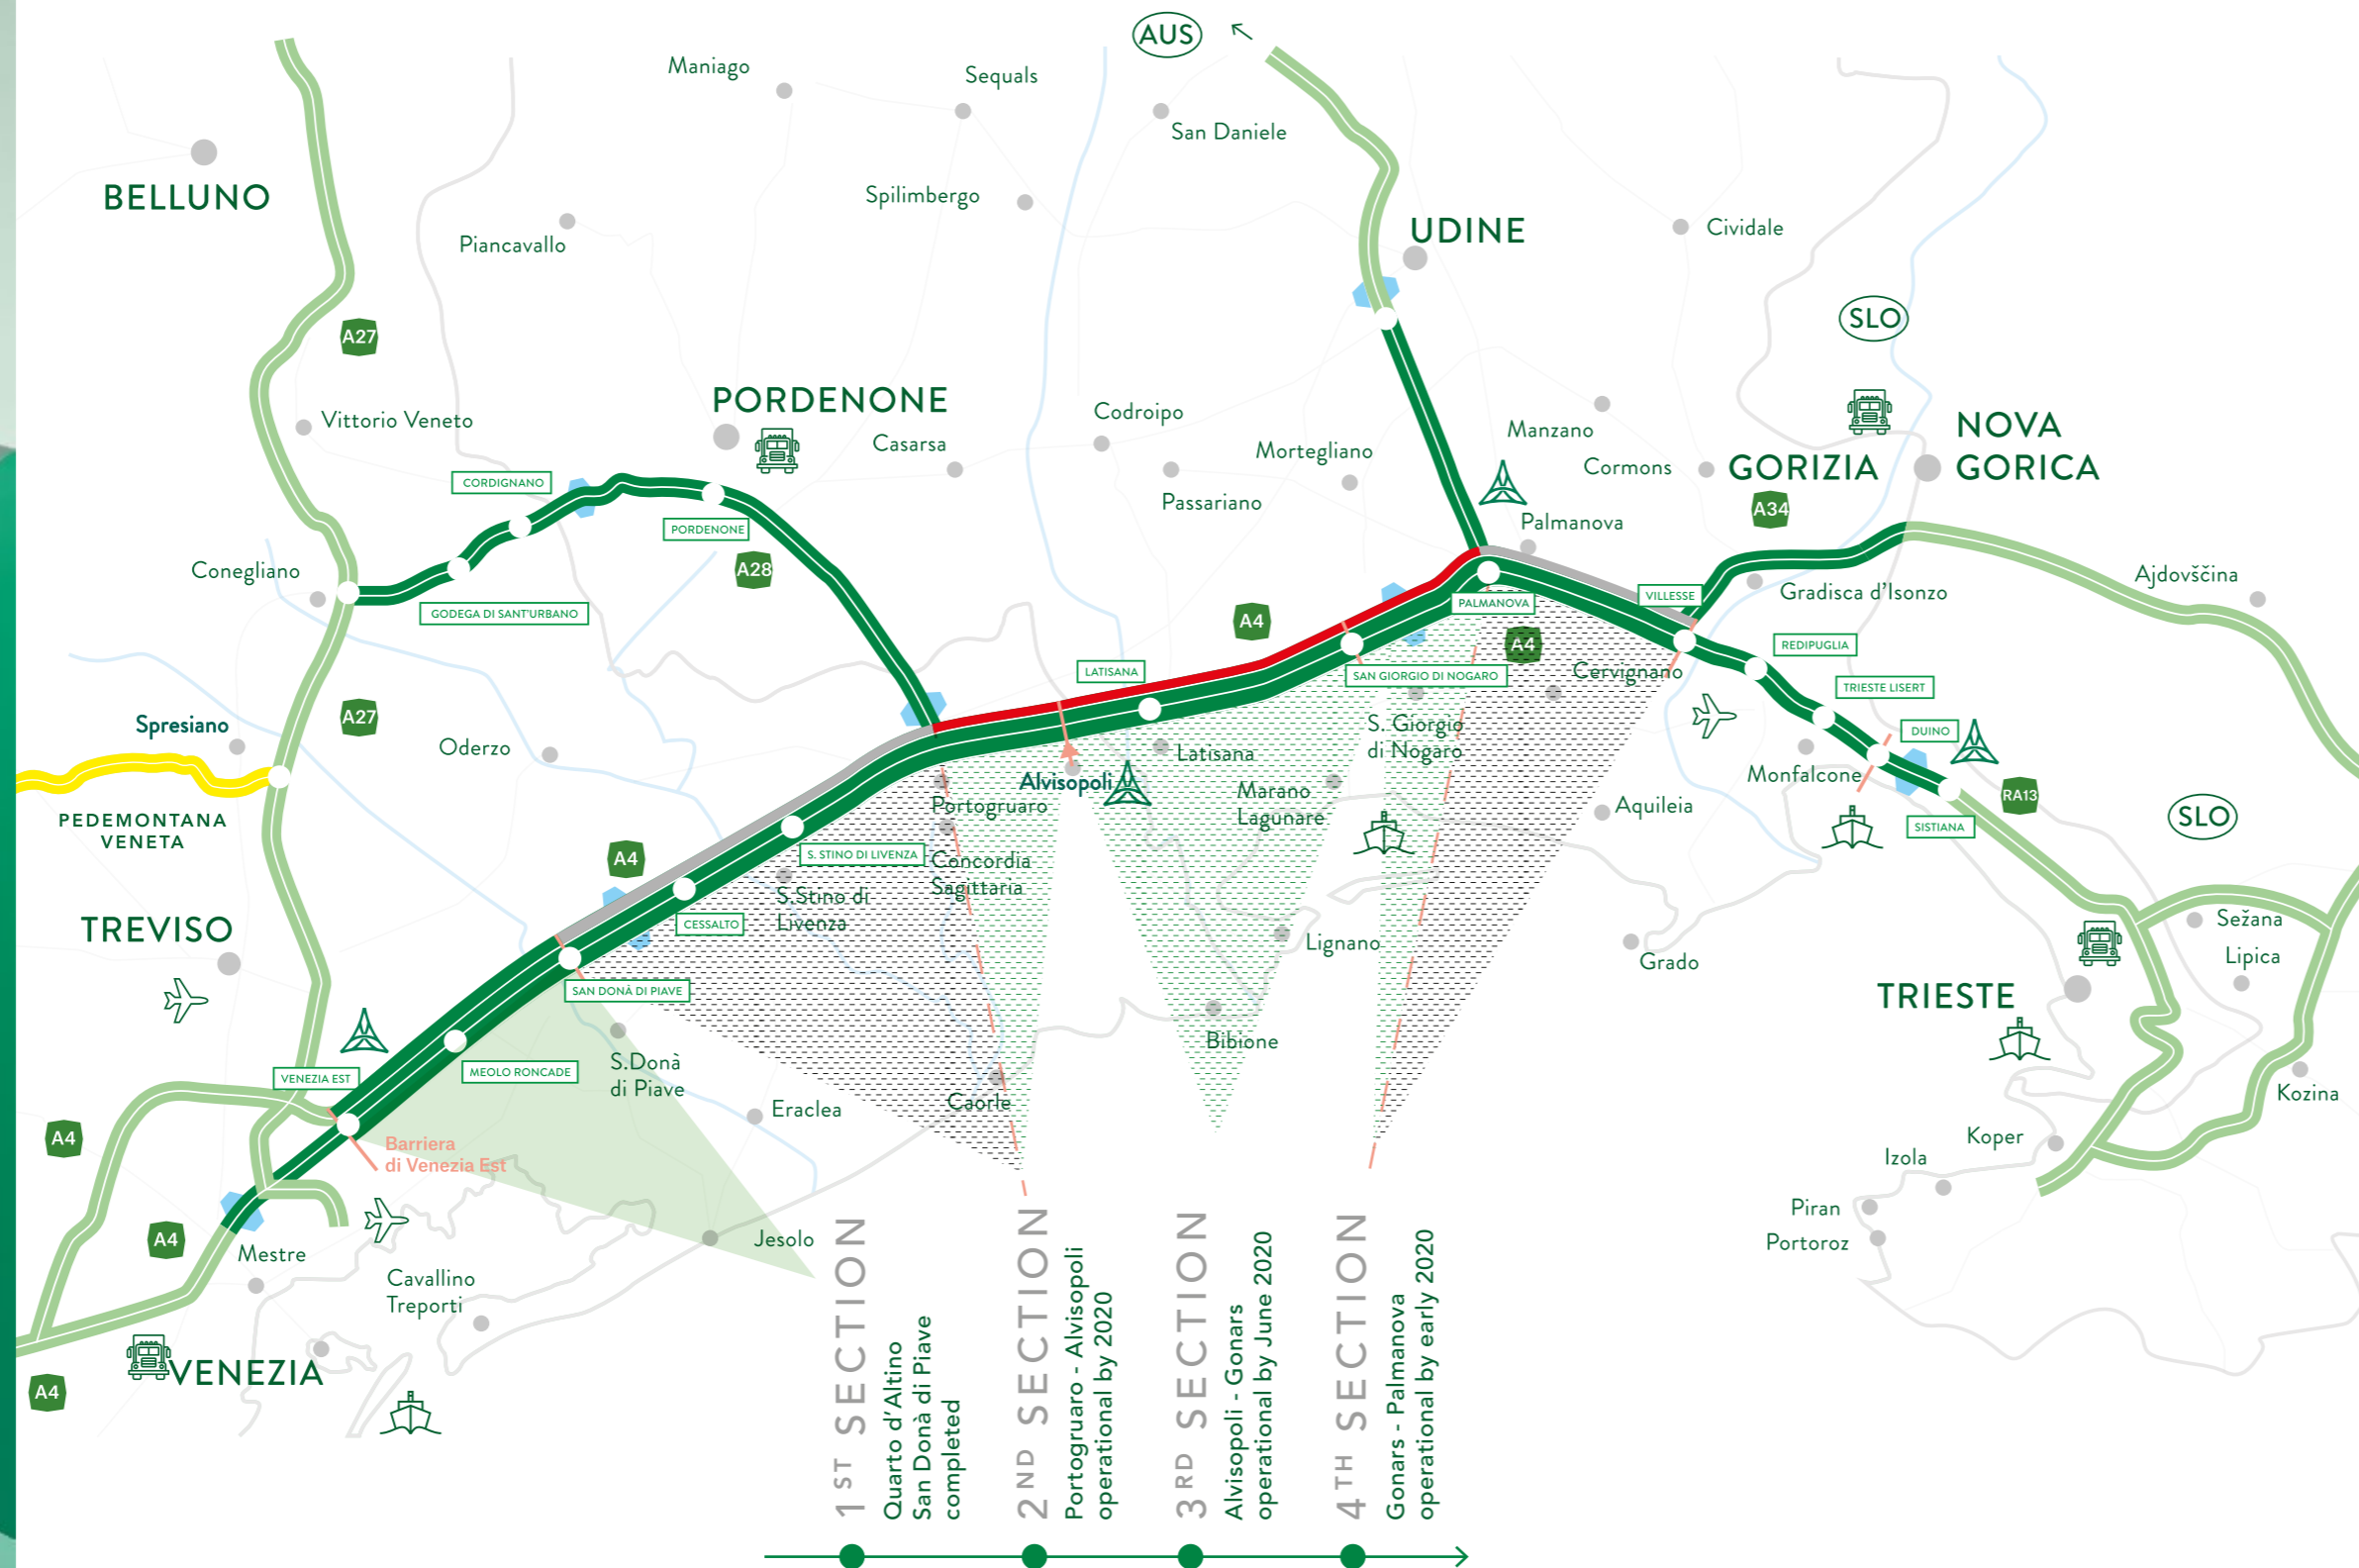 AUS
Maniago
Sequals
San Daniele
BELLUNO
Spilimbergo
UDINE
Cividale
Piancavallo
SLO
A27
PORDENONE
Vittorio Veneto
Codroipo
Casarsa
Manzano
NOVA
GORICA
Mortegliano
Cormons
GORIZIA
CORDIGNANO
Passariano
A34
PORDENONE
Palmanova
Conegliano
A28
Ajdovščina
GODEGA DI SANT'URBANO
PALMANOVA
VILLESSE
Gradisca d'Isonzo
A4
A4
REDIPUGLIA
LATISANA
SAN GIORGIO DI NOGARO
Cervignano
TRIESTE LISERT
A27
Spresiano
Oderzo
S. Giorgio
di Nogaro
DUINO
Latisana
Alvisopoli
Monfalcone
Marano
Lagunare
Portogruaro
Aquileia
RA13
PEDEMONTANA
VENETA
SLO
SISTIANA
A4
S. STINO DI LIVENZA
Concordia
Sagittaria
S.Stino di
Livenza
CESSALTO
TREVISO
Lignano
Sežana
Grado
Lipica
SAN DONÀ DI PIAVE
TRIESTE
Bibione
S.Donà
di Piave
MEOLO RONCADE
VENEZIA EST
Caorle
Eraclea
Kozina
A4
Barriera
di Venezia Est
Koper
Izola
Piran
Portoroz
A4
Mestre
Jesolo
Cavallino
Treporti
VENEZIA
A4
1ST SECTION
Quarto d'Altino
San Donà di Piave
completed
2ND SECTION
Portogruaro - Alvisopoli
operational by 2020
3RD SECTION
Alvisopoli - Gonars
operational by June 2020
4TH SECTION
Gonars - Palmanova
operational by early 2020